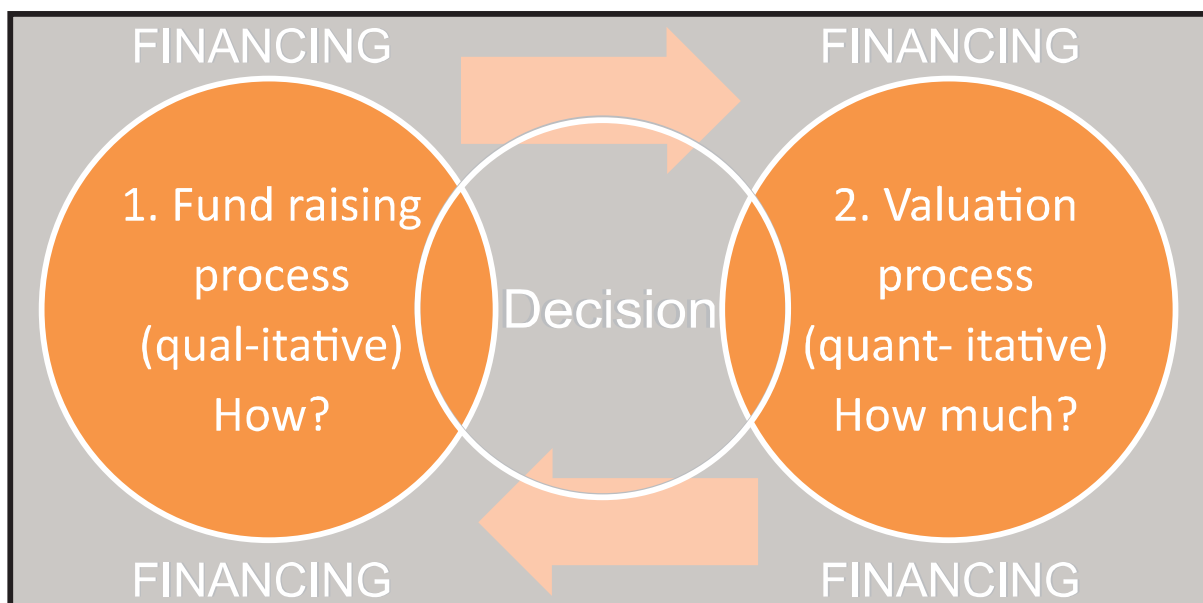 FINANCING
FINANCING
1. Fund raising
process
(qual-itative)
How?
Decision
2. Valuation
process
(quant- itative)
How much?
FINANCING
FINANCING